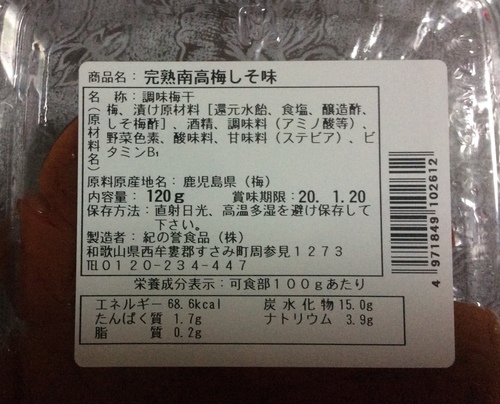 商品名: 完熟南高梅しそ味
名 称: 調味梅干
(原材料名) 梅、漬け原材料[還元水飴、食塩、醸造酢、
しそ梅酢]、酒精、調味料(アミノ酸等)、
野菜色素、酸味料、甘味料(ステビア)、ビ
タミンB₁
原料原産地名: 鹿児島県(梅)
内容量: 120g 賞味期限:20. 1.20
保存方法:直射日光、高温多湿を避け保存して
下さい。
製造者: 紀の誉食品(株)
和歌山県西牟婁郡すさみ町周参見1273
℡0120-234-447
栄養成分表示:可食部100gあたり
エネルギー 68.6kcal 炭水化物 15.0g
たんぱく質 1.7g ナトリウム 3.9g
脂 質 0.2g
4 971849 102612